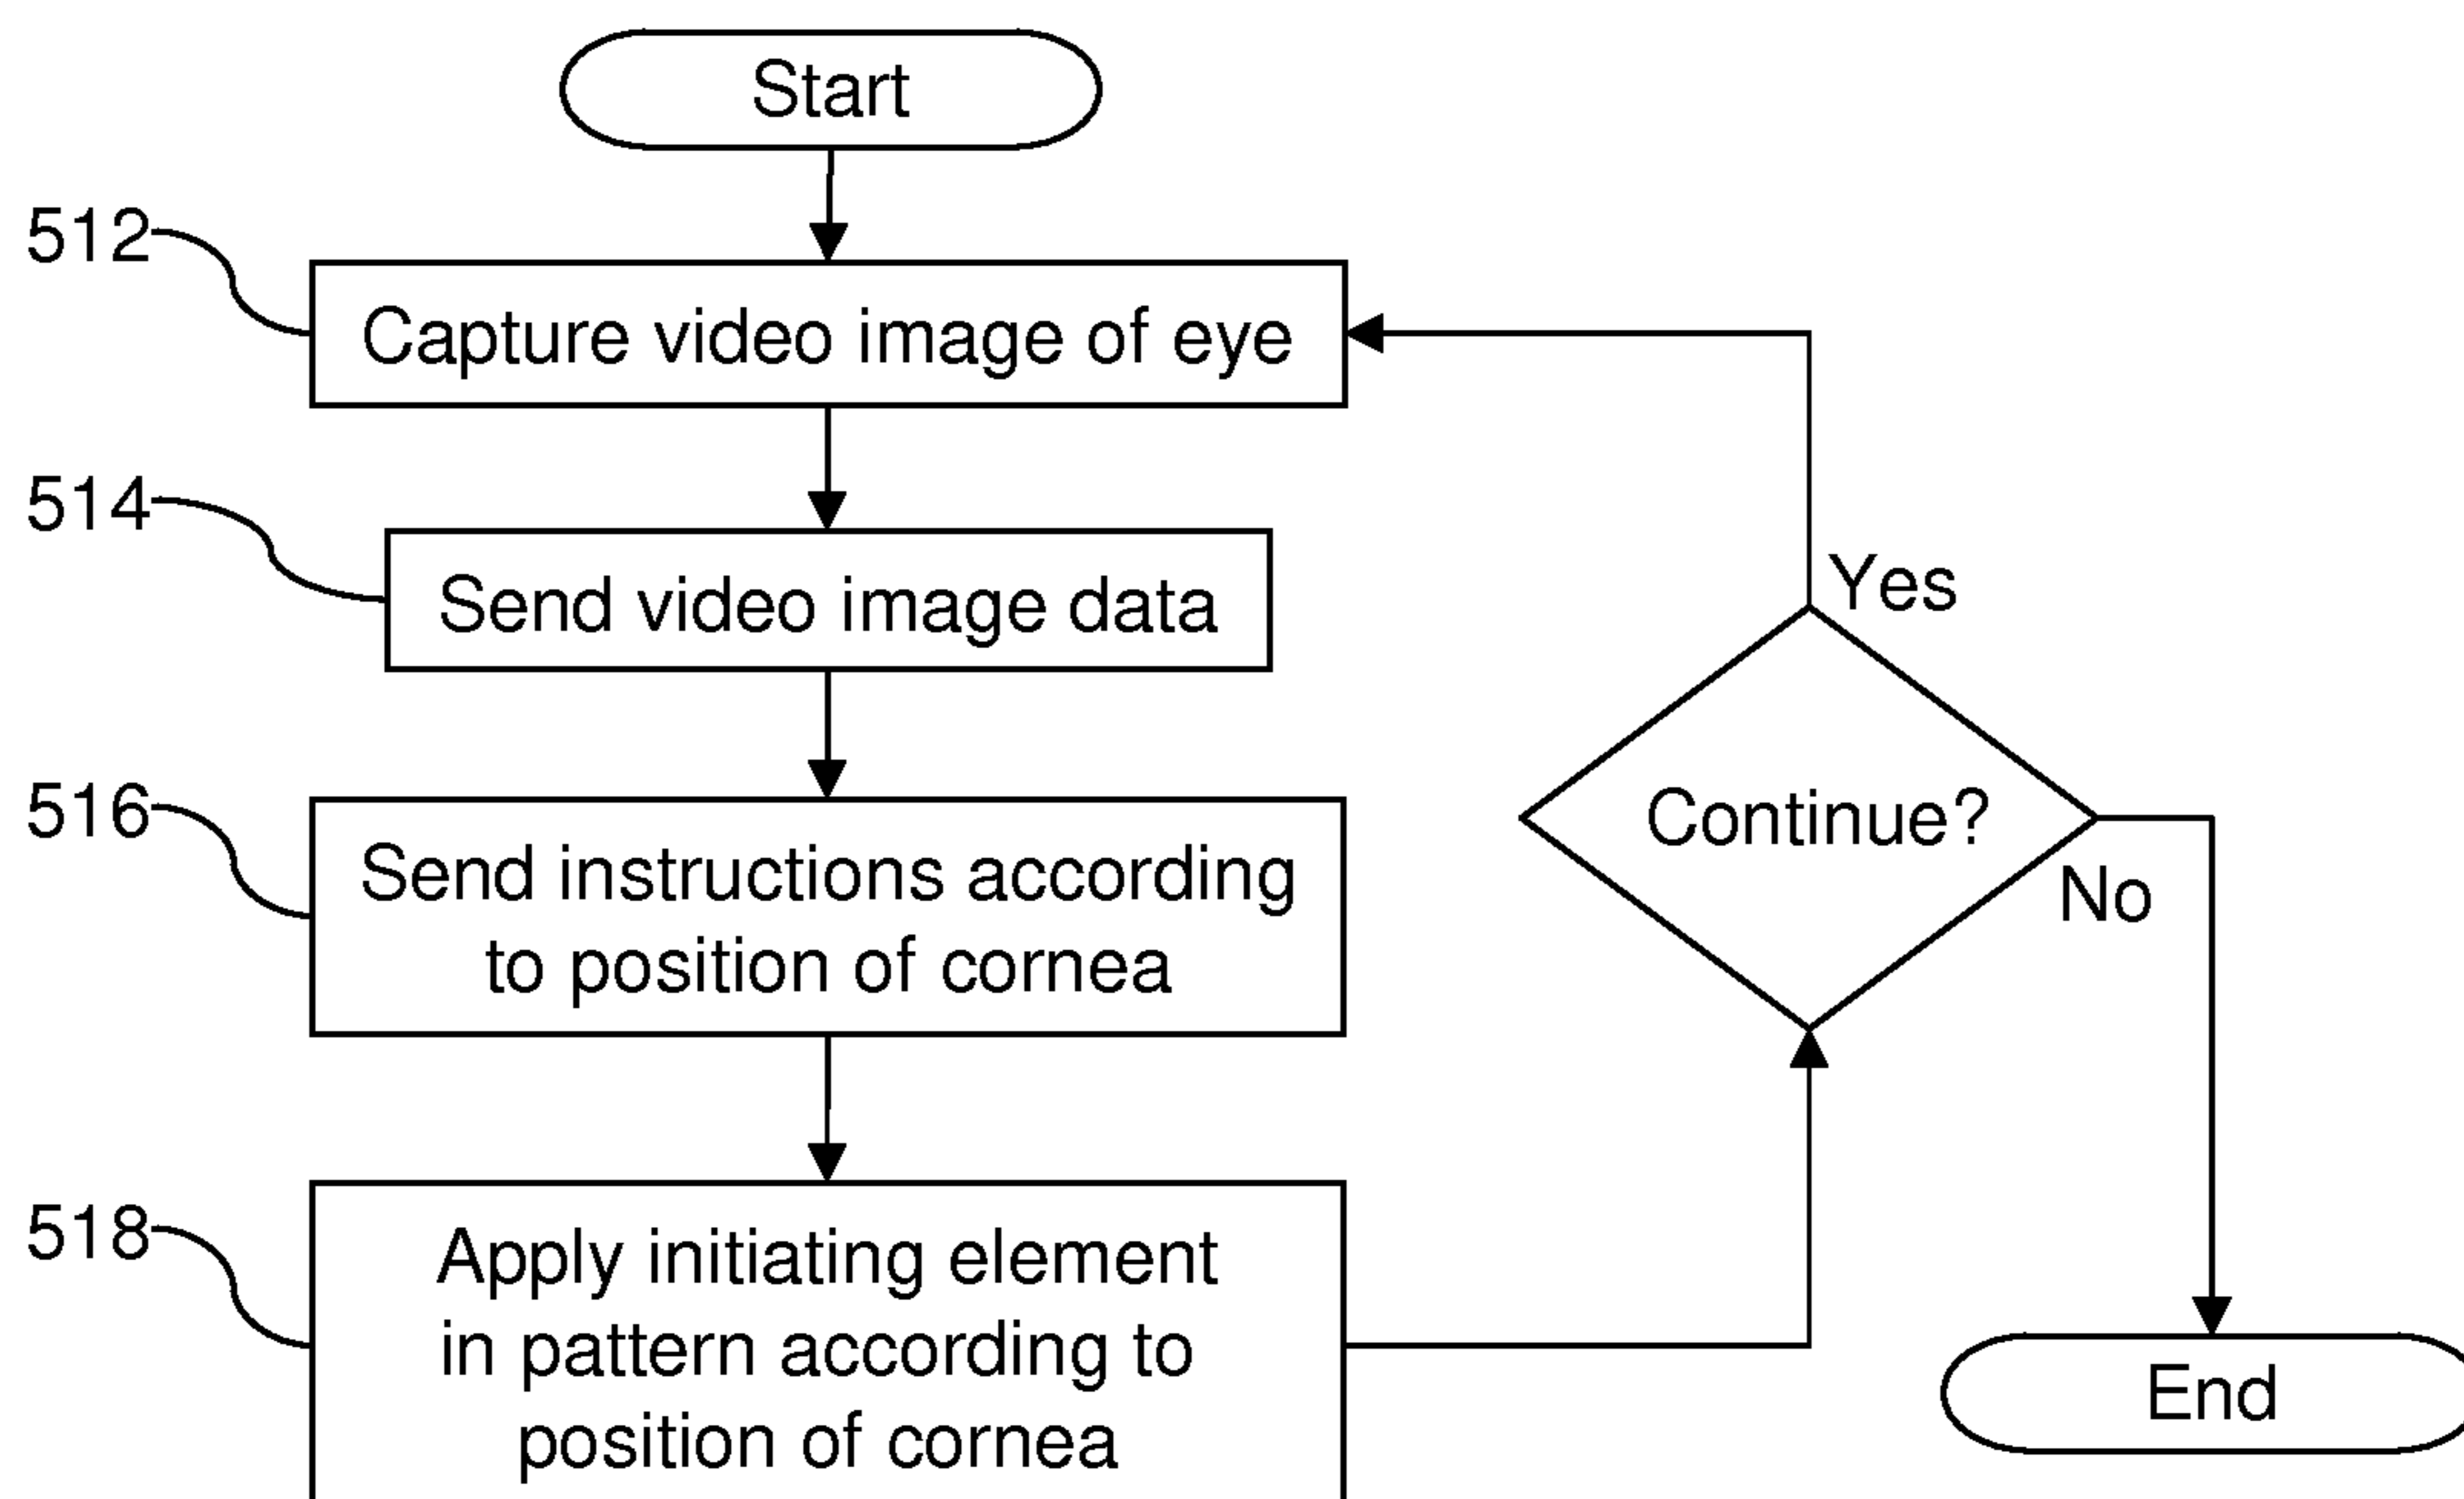 Start
512
Capture video image of eye
514
Send video image data
516
Send instructions according
to position of cornea
518
Apply initiating element
in pattern according to
position of cornea
Yes
Continue?
No
End